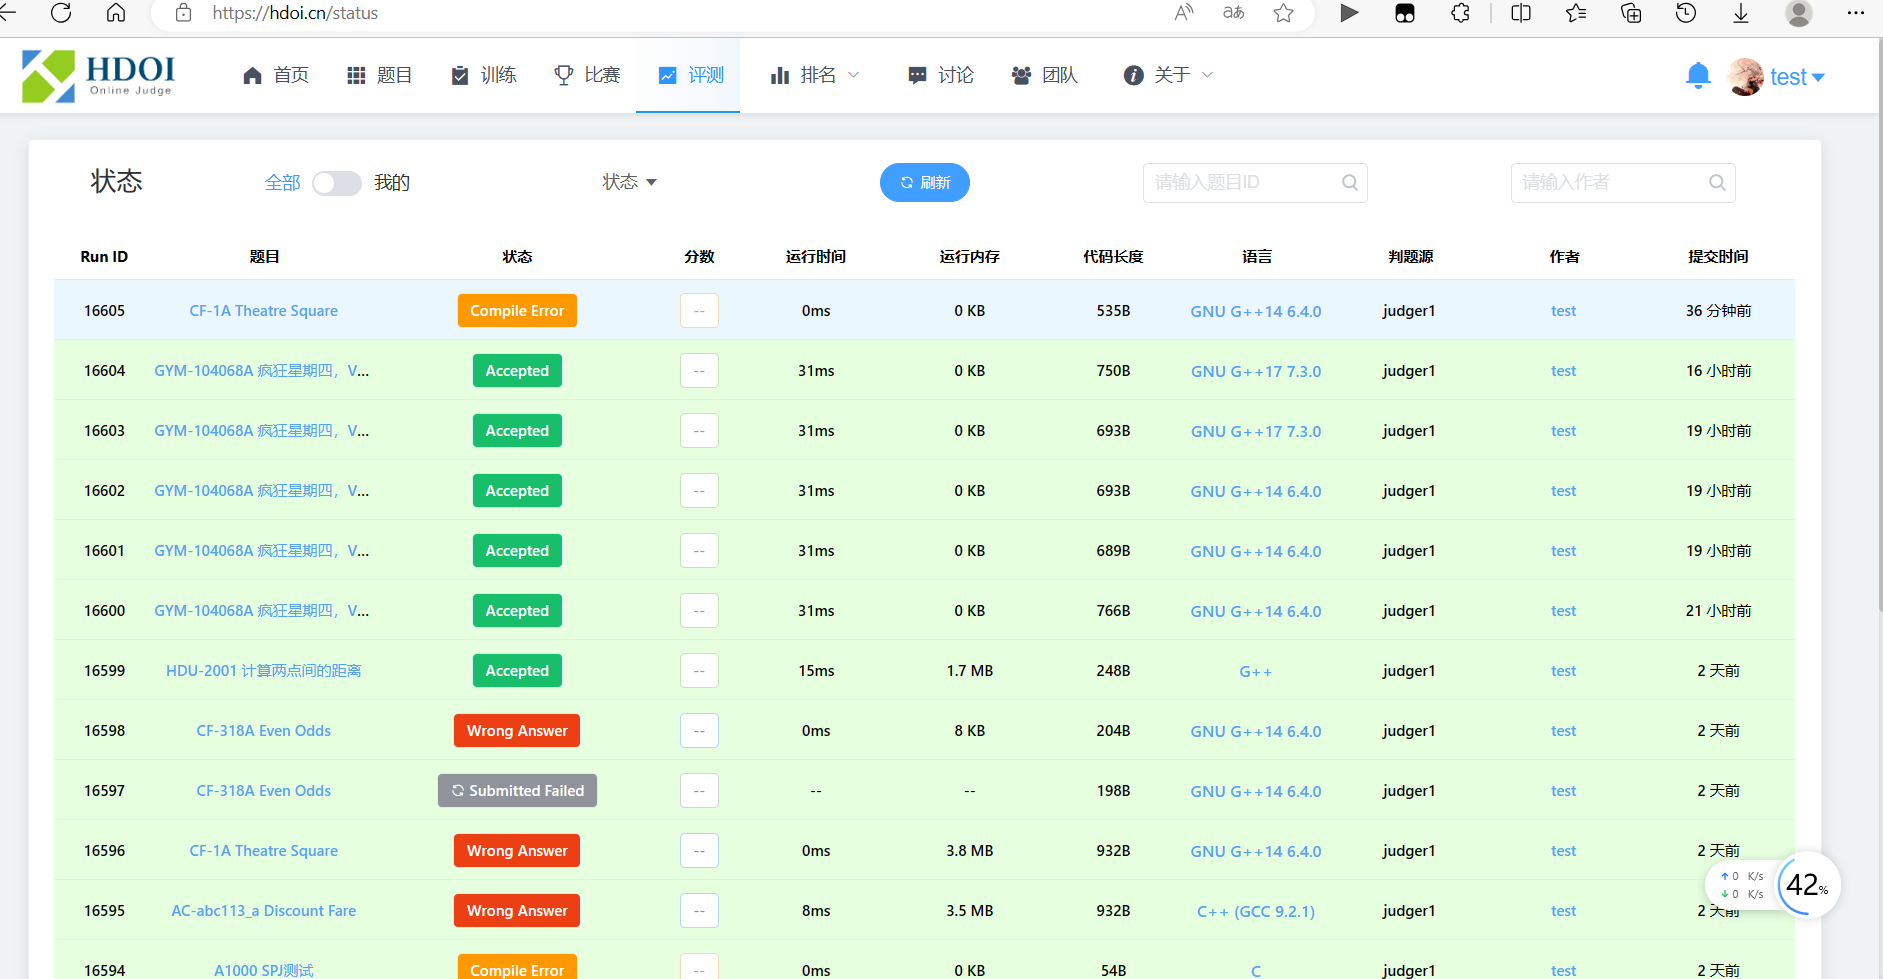 https://hdoi.cn/status
HDOI
Online Judge
首页
题目
训练
比赛
评测
排名
讨论
团队
关于
test
状态
全部
我的
状态
刷新
请输入题目ID
请输入作者
Run ID 题目 状态 分数 运行时间 运行内存 代码长度 语言 判题源 作者 提交时间
16605 CF-1A Theatre Square Compile Error -- 0ms 0 KB 535B GNU G++14 6.4.0 judger1 test 36 分钟前
16604 GYM-104068A 疯狂星期四，V... Accepted -- 31ms 0 KB 750B GNU G++17 7.3.0 judger1 test 16 小时前
16603 GYM-104068A 疯狂星期四，V... Accepted -- 31ms 0 KB 693B GNU G++17 7.3.0 judger1 test 19 小时前
16602 GYM-104068A 疯狂星期四，V... Accepted -- 31ms 0 KB 693B GNU G++14 6.4.0 judger1 test 19 小时前
16601 GYM-104068A 疯狂星期四，V... Accepted -- 31ms 0 KB 689B GNU G++14 6.4.0 judger1 test 19 小时前
16600 GYM-104068A 疯狂星期四，V... Accepted -- 31ms 0 KB 766B GNU G++14 6.4.0 judger1 test 21 小时前
16599 HDU-2001 计算两点间的距离 Accepted -- 15ms 1.7 MB 248B G++ judger1 test 2 天前
16598 CF-318A Even Odds Wrong Answer -- 0ms 8 KB 204B GNU G++14 6.4.0 judger1 test 2 天前
16597 CF-318A Even Odds Submitted Failed -- -- -- 198B GNU G++14 6.4.0 judger1 test 2 天前
16596 CF-1A Theatre Square Wrong Answer -- 0ms 3.8 MB 932B GNU G++14 6.4.0 judger1 test 2 天前
16595 AC-abc113_a Discount Fare Wrong Answer -- 8ms 3.5 MB 932B C++ (GCC 9.2.1) judger1 test 2 天前
16594 A1000 SPJ测试 Compile Error -- 0ms 0 KB 54B C judger1 test 2 天前
↑ 0 K/s
↓ 0 K/s
42%